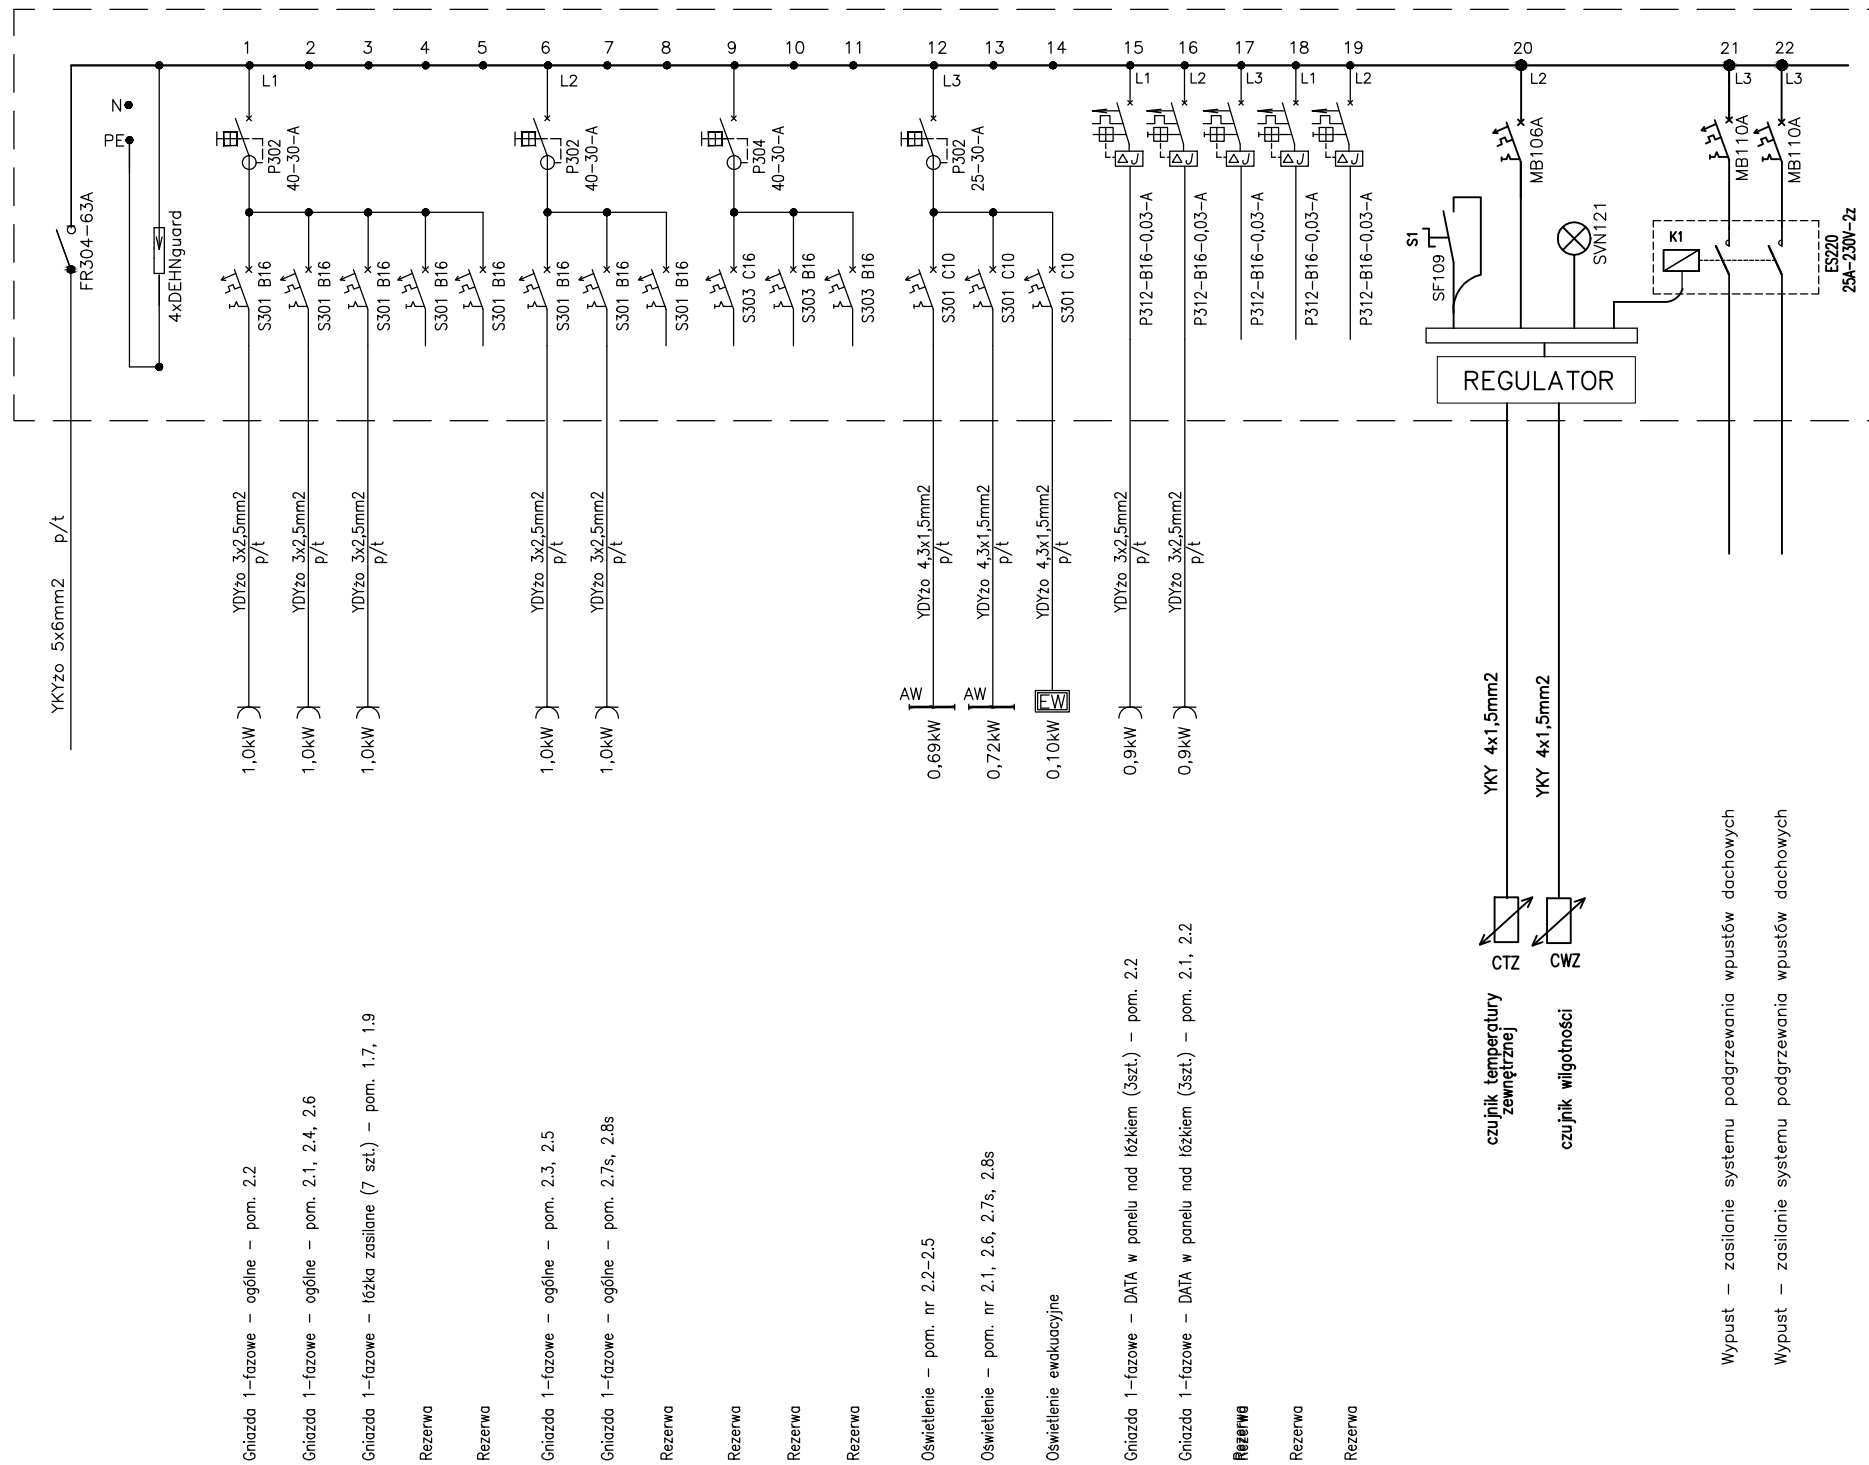 1 2 3 4 5 6 7 8 9 10 11 12 13 14 15 16 17 18 19 20 21 22
L1 L2 L3 L1 L2 L3 L1 L2 L2 L3 L3
N
PE
FR304-63A
4xDEHNguard
P302
40-30-A
P302
40-30-A
P304
40-30-A
P302
25-30-A
J J J J J
MB106A
MB110A
MB110A
S301 B16
S301 B16
S301 B16
S301 B16
S301 B16
S301 B16
S301 B16
S301 B16
S303 C16
S303 B16
S303 B16
S301 C10
S301 C10
S301 C10
P312-B16-0,03-A
P312-B16-0,03-A
P312-B16-0,03-A
P312-B16-0,03-A
P312-B16-0,03-A
S1
SF109
SVN121
K1
ES220
25A-230V-2z
REGULATOR
YKYżo 5x6mm2 p/t
YDYżo 3x2,5mm2
p/t
YDYżo 3x2,5mm2
p/t
YDYżo 3x2,5mm2
p/t
YDYżo 3x2,5mm2
p/t
YDYżo 3x2,5mm2
p/t
YDYżo 4,3x1,5mm2
p/t
YDYżo 4,3x1,5mm2
p/t
YDYżo 4,3x1,5mm2
p/t
YDYżo 3x2,5mm2
p/t
YDYżo 3x2,5mm2
p/t
YKY 4x1,5mm2
YKY 4x1,5mm2
AW
AW
EW
1,0kW
1,0kW
1,0kW
1,0kW
1,0kW
0,69kW
0,72kW
0,10kW
0,9kW
0,9kW
CTZ
CWZ
czujnik temperatury
zewnętrznej
czujnik wilgotności
Gniazda 1-fazowe - ogólne - pom. 2.2
Gniazda 1-fazowe - ogólne - pom. 2.1, 2.4, 2.6
Gniazda 1-fazowe - łóżka zasilane (7 szt.) - pom. 1.7, 1.9
Rezerwa
Rezerwa
Gniazda 1-fazowe - ogólne - pom. 2.3, 2.5
Gniazda 1-fazowe - ogólne - pom. 2.7s, 2.8s
Rezerwa
Rezerwa
Rezerwa
Rezerwa
Oświetlenie - pom. nr 2.2-2.5
Oświetlenie - pom. nr 2.1, 2.6, 2.7s, 2.8s
Oświetlenie ewakuacyjne
Gniazda 1-fazowe - DATA w panelu nad łóżkiem (3szt.) - pom. 2.2
Gniazda 1-fazowe - DATA w panelu nad łóżkiem (3szt.) - pom. 2.1, 2.2
Rezerwa
Rezerwa
Rezerwa
Rezerwa
Wypust - zasilanie systemu podgrzewania wpustów dachowych
Wypust - zasilanie systemu podgrzewania wpustów dachowych